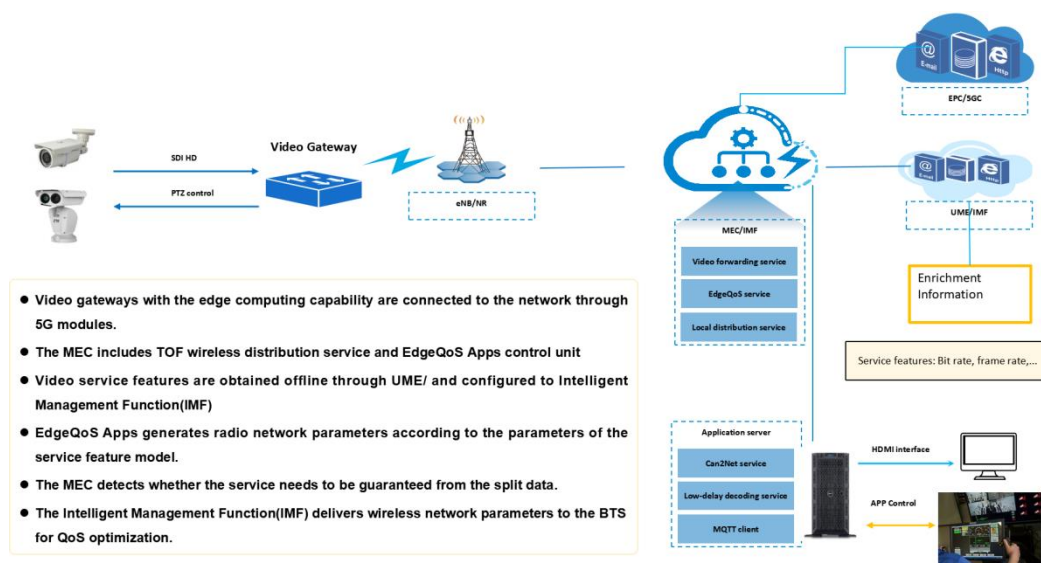 E-mail
Http
EPC/5GC
SDI HD
Video Gateway
PTZ control
eNB/NR
E-mail
Http
UME/IMF
MEC/IMF
Video forwarding service
EdgeQoS service
Local distribution service
Enrichment
Information
Service features: Bit rate, frame rate,...
● Video gateways with the edge computing capability are connected to the network through
5G modules.
● The MEC includes TOF wireless distribution service and EdgeQoS Apps control unit
● Video service features are obtained offline through UME/ and configured to Intelligent
Management Function(IMF)
● EdgeQoS Apps generates radio network parameters according to the parameters of the
service feature model.
● The MEC detects whether the service needs to be guaranteed from the split data.
● The Intelligent Management Function(IMF) delivers wireless network parameters to the BTS
for QoS optimization.
Application server
Can2Net service
Low-delay decoding service
MQTT client
HDMI interface
APP Control